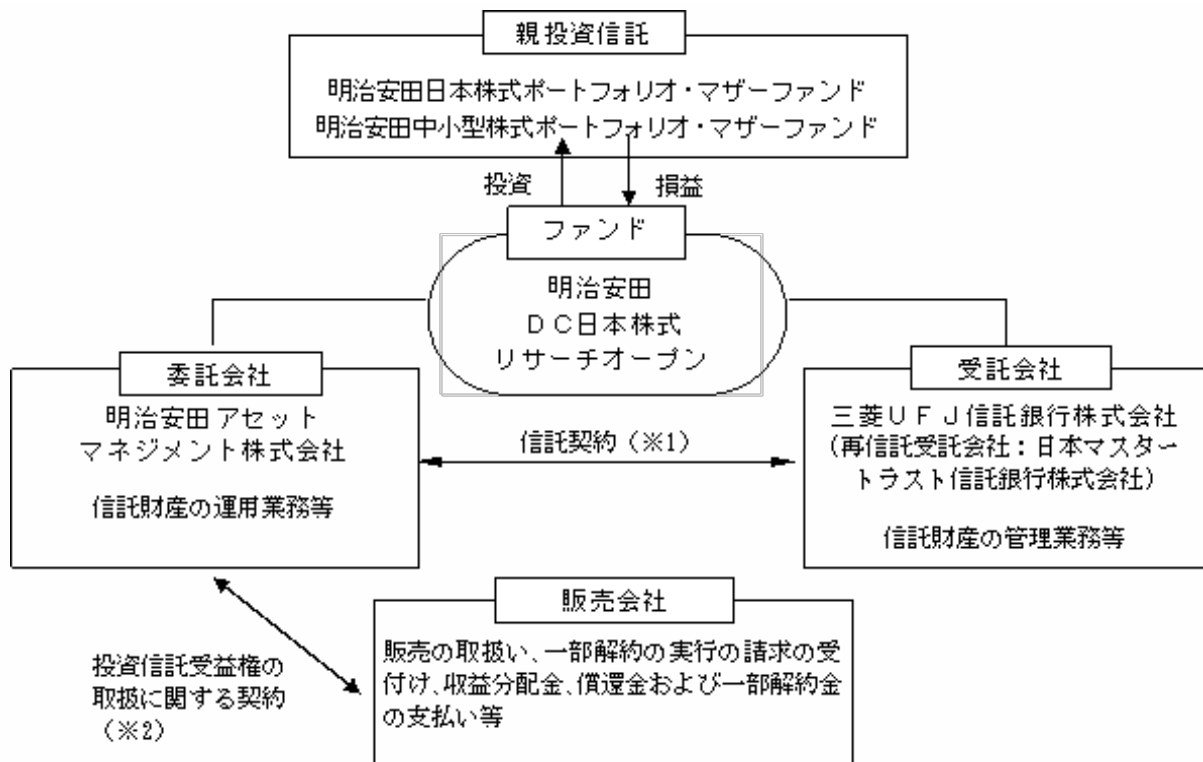 親投資信託
明治安田日本株式ポートフォリオ・マザーファンド
明治安田中小型株式ポートフォリオ・マザーファンド
投資
損益
ファンド
明治安田
ＤＣ日本株式
リサーチオープン
委託会社
明治安田アセット
マネジメント株式会社
信託財産の運用業務等
信託契約（※1）
受託会社
三菱ＵＦＪ信託銀行株式会社
（再信託受託会社：日本マスター
トラスト信託銀行株式会社）
信託財産の管理業務等
投資信託受益権の
取扱に関する契約
（※2）
販売会社
販売の取扱い、一部解約の実行の請求の受
付け、収益分配金、償還金および一部解約金
の支払い等